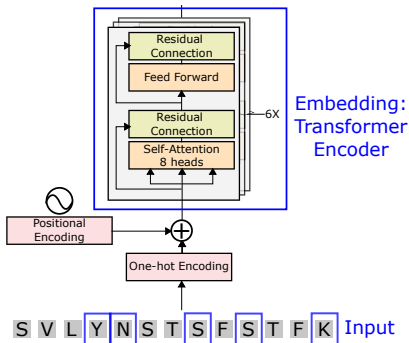 Residual
Connection
Feed Forward
Residual
Connection
Self-Attention
8 heads
6X
Embedding:
Transformer
Encoder
Positional
Encoding
One-hot Encoding
S V L Y N S T S F S T F K Input